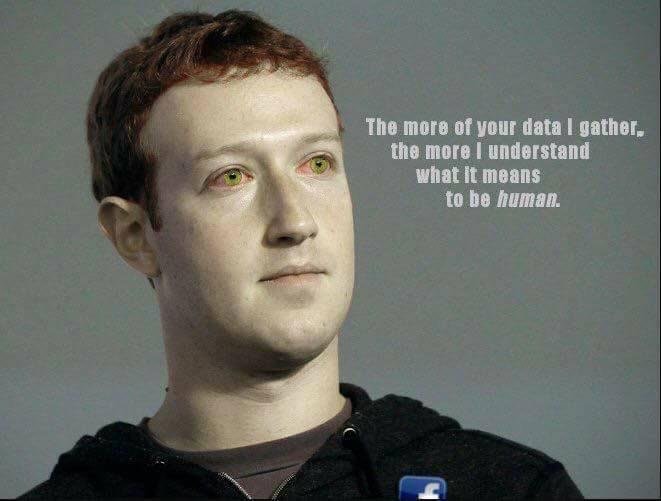 The more of your data I gather,,
the more I understand
what it means
to be human.
f